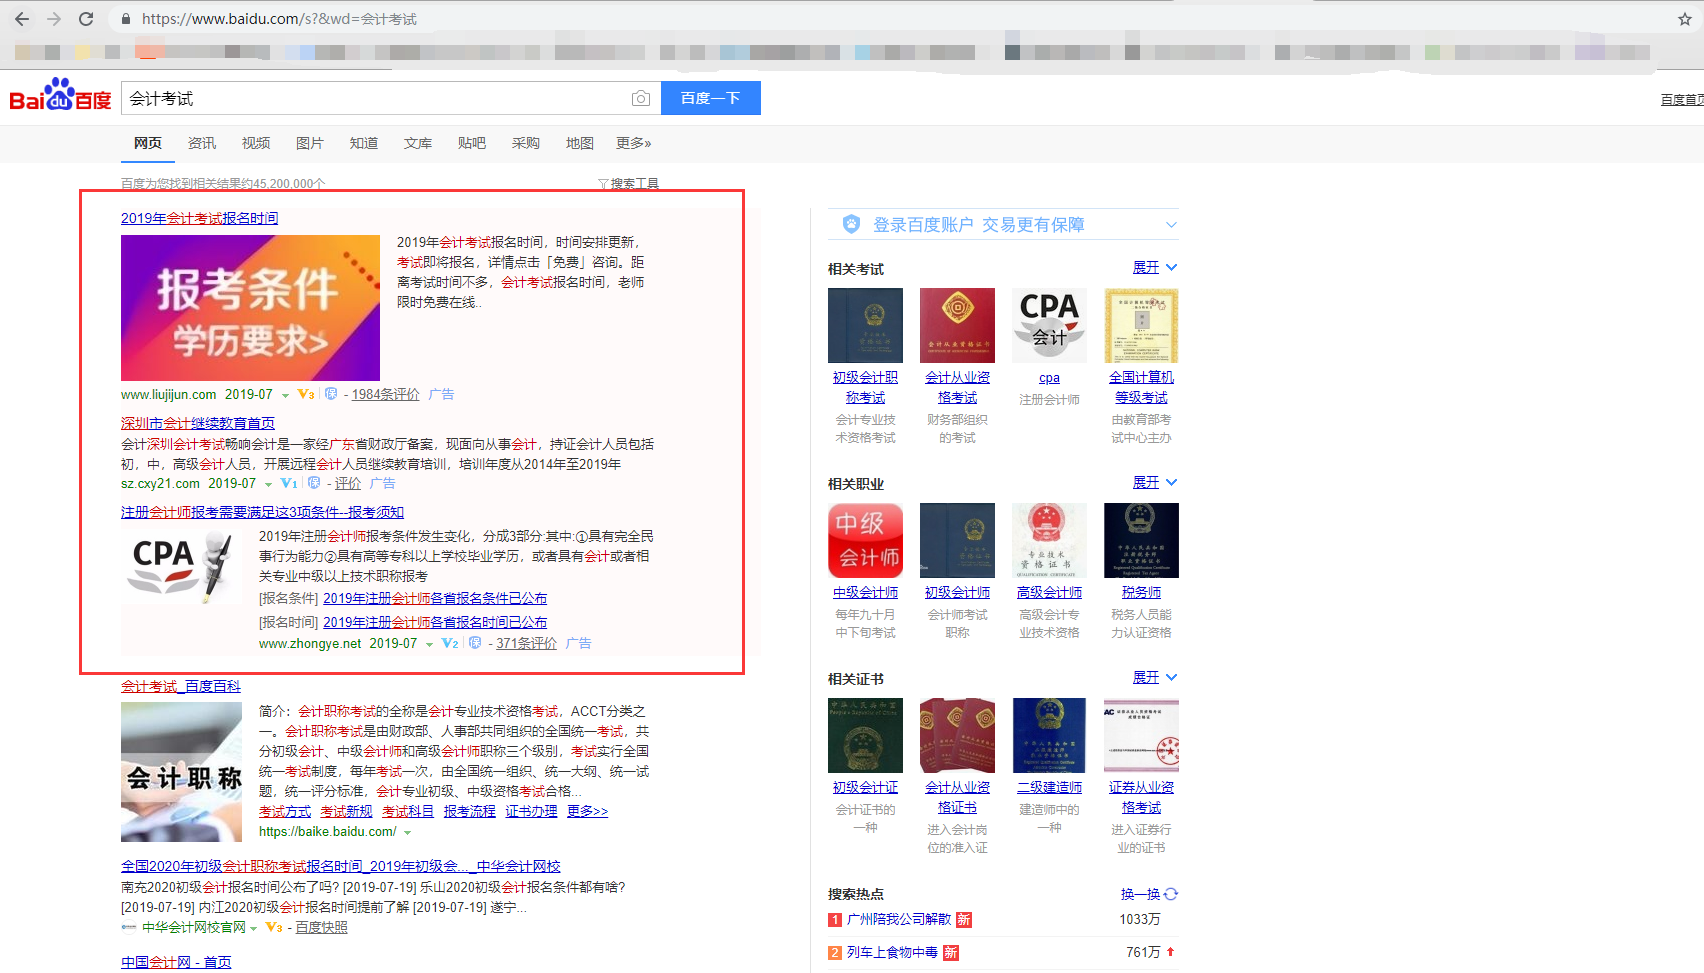 https://www.baidu.com/s?&wd=会计考试
Bai du 百度
会计考试
百度一下
百度首页
网页 资讯 视频 图片 知道 文库 贴吧 采购 地图 更多»
百度为您找到相关结果约45,200,000个
搜索工具
2019年会计考试报名时间
报考条件
学历要求>
2019年会计考试报名时间，时间安排更新，
考试即将报名，详情点击「免费」咨询。距
离考试时间不多，会计考试报名时间，老师
限时免费在线..
www.liujijun.com 2019-07 V3 保 - 1984条评价 广告
深圳市会计继续教育首页
会计深圳会计考试畅响会计是一家经广东省财政厅备案，现面向从事会计，持证会计人员包括
初，中，高级会计人员，开展远程会计人员继续教育培训，培训年度从2014年至2019年
sz.cxy21.com 2019-07 V1 保 - 评价 广告
注册会计师报考需要满足这3项条件--报考须知
CPA
2019年注册会计师报考条件发生变化，分成3部分:其中:①具有完全民
事行为能力②具有高等专科以上学校毕业学历，或者具有会计或者相
关专业中级以上技术职称报考
[报名条件] 2019年注册会计师各省报名条件已公布
[报名时间] 2019年注册会计师各省报名时间已公布
www.zhongye.net 2019-07 V2 保 - 371条评价 广告
会计考试_百度百科
会计职称
简介：会计职称考试的全称是会计专业技术资格考试，ACCT分类之
一。会计职称考试是由财政部、人事部共同组织的全国统一考试，共
分初级会计、中级会计师和高级会计师职称三个级别，考试实行全国
统一考试制度，每年考试一次，由全国统一组织、统一大纲、统一试
题，统一评分标准，会计专业初级、中级资格考试合格...
考试方式 考试新规 考试科目 报考流程 证书办理 更多>>
https://baike.baidu.com/
全国2020年初级会计职称考试报名时间_2019年初级会..._中华会计网校
南充2020初级会计报名时间公布了吗? [2019-07-19] 乐山2020初级会计报名条件都有啥?
[2019-07-19] 内江2020初级会计报名时间提前了解 [2019-07-19] 遂宁...
中华会计网校官网 V3 - 百度快照
中国会计网 - 首页
登录百度账户 交易更有保障
相关考试
展开
会计从业资格证书
CPA
会计
初级会计职
称考试
会计专业技
术资格考试
会计从业资
格考试
财务部组织
的考试
cpa
注册会计师
全国计算机
等级考试
由教育部考
试中心主办
相关职业
展开
中级
会计师
专业技术
资格证书
中级会计师
每年九十月
中下旬考试
初级会计师
会计师考试
职称
高级会计师
高级会计专
业技术资格
税务师
税务人员能
力认证资格
相关证书
展开
初级会计证
会计证书的
一种
会计从业资
格证书
进入会计岗
位的准入证
二级建造师
建造师中的
一种
证券从业资
格考试
进入证券行
业的证书
搜索热点
换一换
1 广州陪我公司解散 新 1033万
2 列车上食物中毒 新 761万